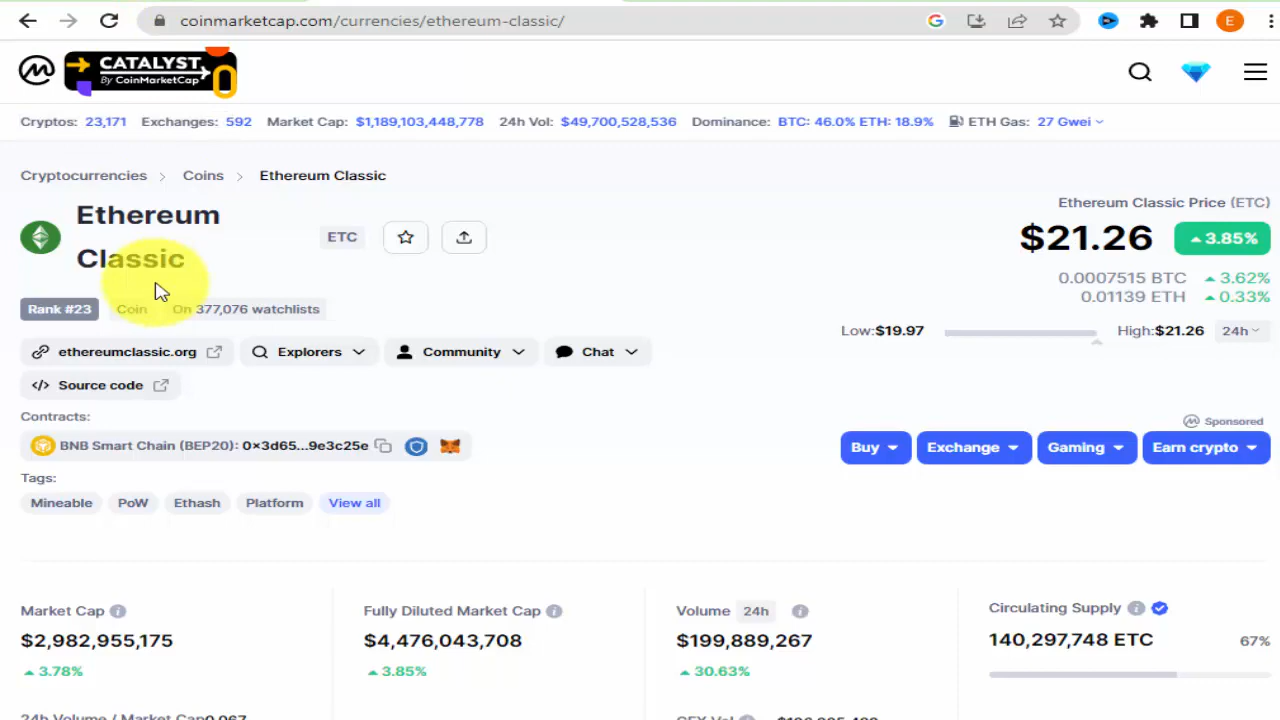 coinmarketcap.com/currencies/ethereum-classic/
G
E
CATALYST
By CoinMarketCap
Cryptos: 23,171 Exchanges: 592 Market Cap: $1,189,103,448,778 24h Vol: $49,700,528,536 Dominance: BTC: 46.0% ETH: 18.9% ETH Gas: 27 Gwei
Cryptocurrencies > Coins > Ethereum Classic
Ethereum
Classic
ETC
Rank #23 Coin On 377,076 watchlists
Ethereum Classic Price (ETC)
$21.26 3.85%
0.0007515 BTC 3.62%
0.01139 ETH 0.33%
Low:$19.97 High:$21.26 24h
ethereumclassic.org Explorers Community Chat
</> Source code
Contracts:
BNB Smart Chain (BEP20): 0x3d65...9e3c25e
Sponsored
Buy Exchange Gaming Earn crypto
Tags:
Mineable PoW Ethash Platform View all
Market Cap
$2,982,955,175
3.78%
Fully Diluted Market Cap
$4,476,043,708
3.85%
Volume 24h
$199,889,267
30.63%
Circulating Supply
140,297,748 ETC 67%
24h Volume / Market Cap 0.067